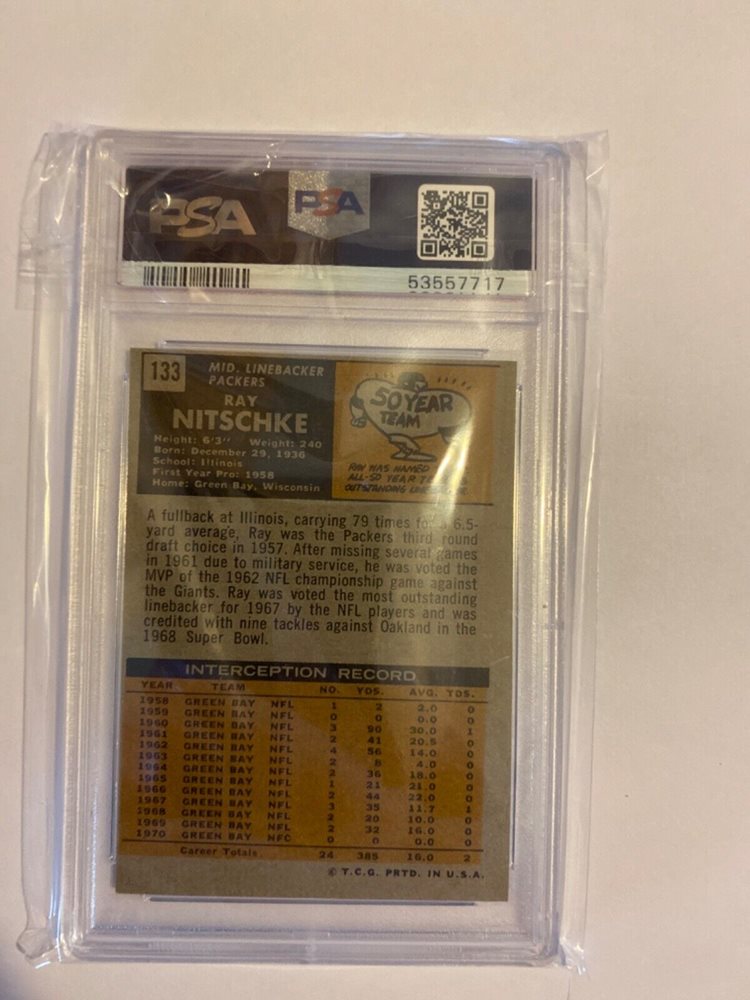 PSA PSA
53557717
133 MID. LINEBACKER
PACKERS
RAY
NITSCHKE
Height: 6'3" Weight: 240
Born: December 29, 1936
School: Illinois
First Year Pro: 1958
Home: Green Bay, Wisconsin
50 YEAR
TEAM
RAY WAS NAMED
ALL-50 YEAR
OUTSTANDING
A fullback at Illinois, carrying 79 times for a 6.5-
yard average, Ray was the Packers third round
draft choice in 1957. After missing several games
in 1961 due to military service, he was voted the
MVP of the 1962 NFL championship game against
the Giants. Ray was voted the most outstanding
linebacker for 1967 by the NFL players and was
credited with nine tackles against Oakland in the
1968 Super Bowl.
INTERCEPTION RECORD
YEAR TEAM NO. YDS. AVG. TDS.
1958 GREEN BAY NFL 1 2 2.0 0
1959 GREEN BAY NFL 0 0 0.0 0
1960 GREEN BAY NFL 3 90 30.0 1
1961 GREEN BAY NFL 2 41 20.5 0
1962 GREEN BAY NFL 4 56 14.0 0
1963 GREEN BAY NFL 2 8 4.0 0
1964 GREEN BAY NFL 2 36 18.0 0
1965 GREEN BAY NFL 1 21 21.0 0
1966 GREEN BAY NFL 2 44 22.0 0
1967 GREEN BAY NFL 3 35 11.7 1
1968 GREEN BAY NFL 2 20 10.0 0
1969 GREEN BAY NFL 2 32 16.0 0
1970 GREEN BAY NFC 0 0 0.0 0
Career Totals 24 385 16.0 2
© T.C.G. PRTD. IN U.S.A.